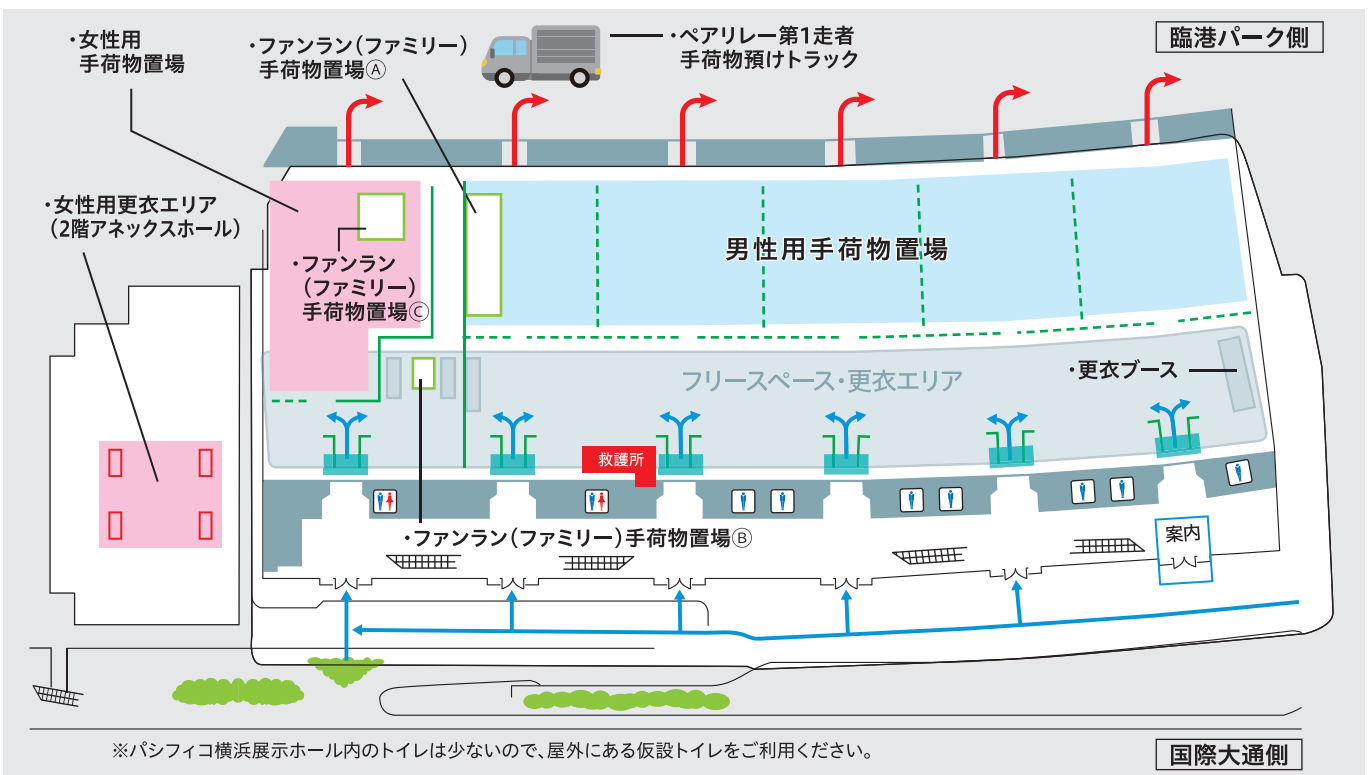 ・女性用
手荷物置場
・ファンラン(ファミリー)
手荷物置場Ⓐ
・ペアリレー第1走者
手荷物預けトラック
臨港パーク側
・女性用更衣エリア
(2階アネックスホール)
・ファンラン
(ファミリー)
手荷物置場Ⓒ
男性用手荷物置場
フリースペース・更衣エリア
・更衣ブース
救護所
・ファンラン(ファミリー)手荷物置場Ⓑ
案内
※パシフィコ横浜展示ホール内のトイレは少ないので、屋外にある仮設トイレをご利用ください。
国際大通側